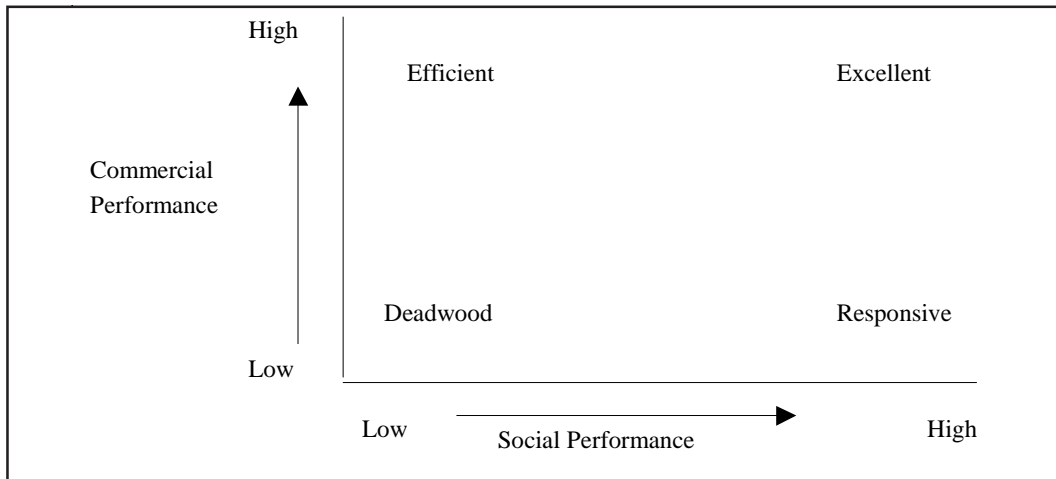 High
Efficient
Excellent
Commercial
Performance
Deadwood
Responsive
Low
Low
Social Performance
High